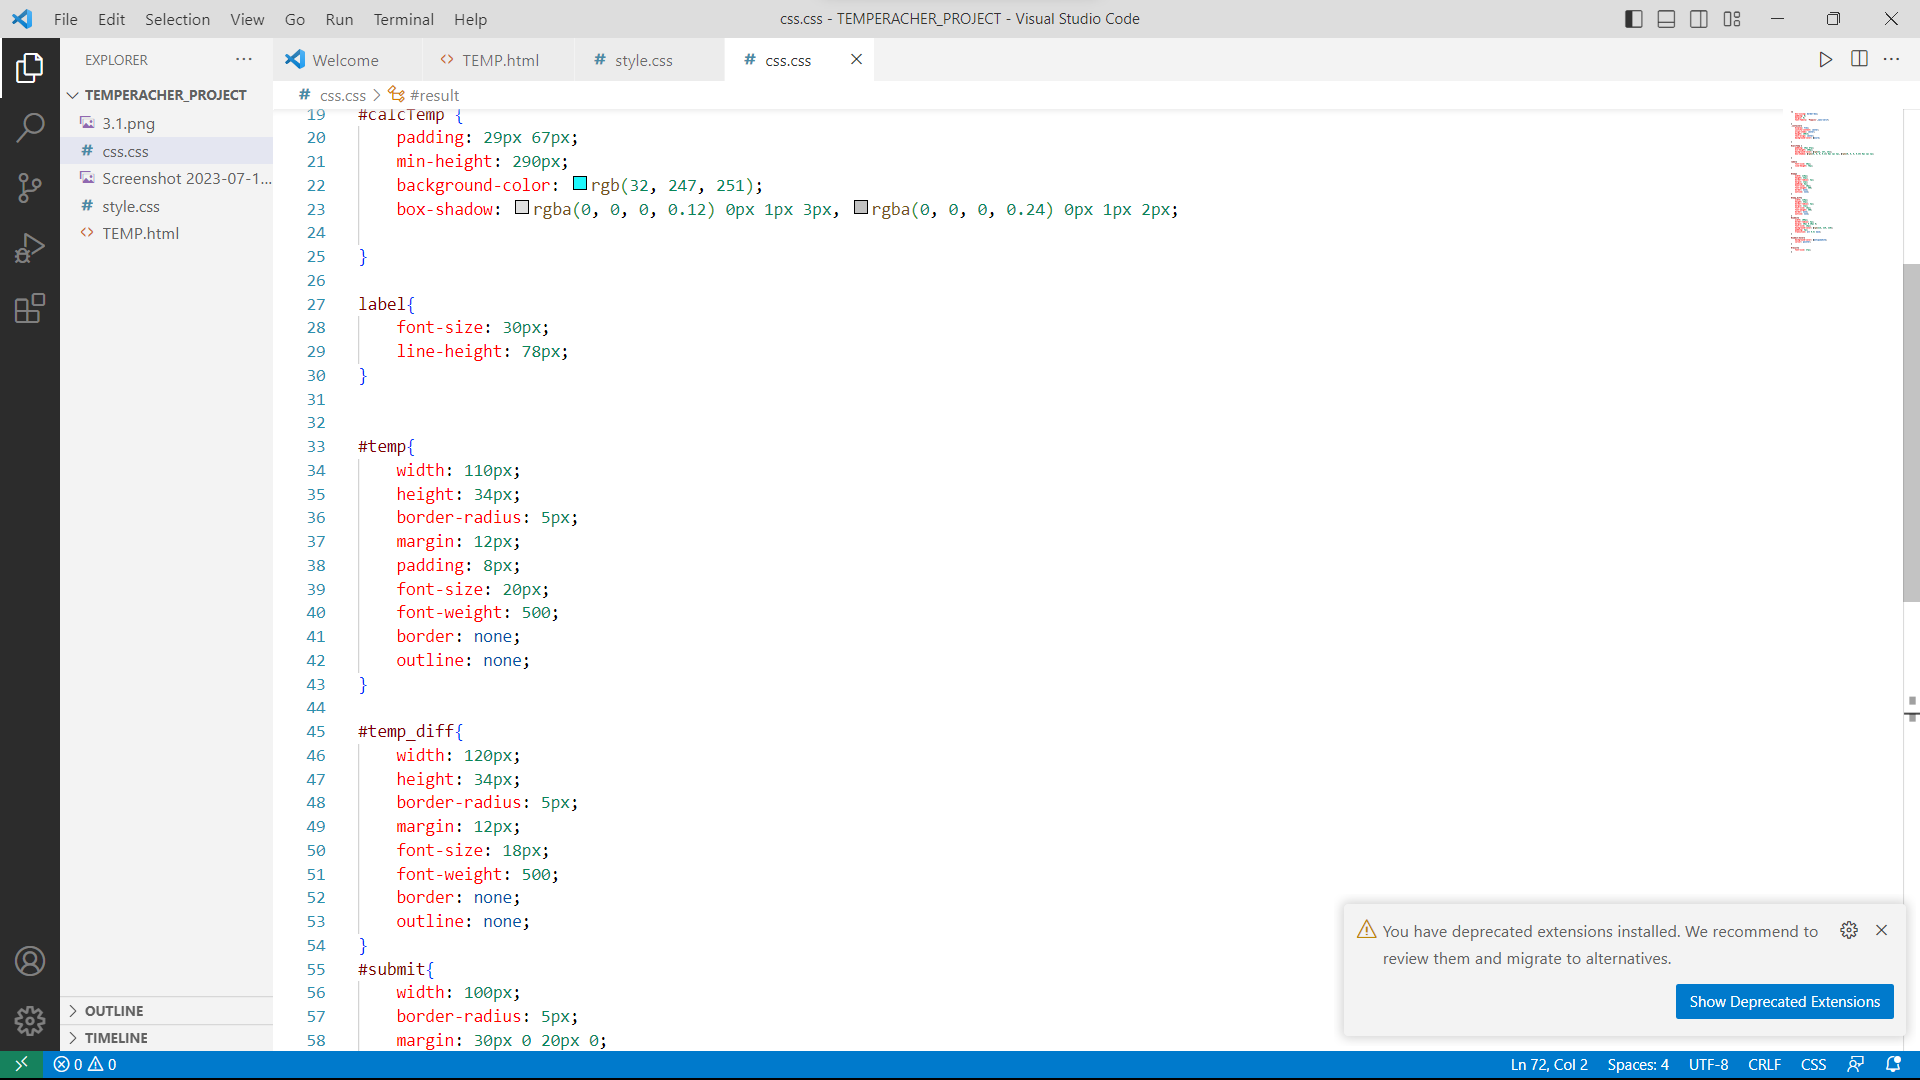 File Edit Selection View Go Run Terminal Help
css.css - TEMPERACHER_PROJECT - Visual Studio Code
EXPLORER
TEMPERACHER_PROJECT
3.1.png
css.css
Screenshot 2023-07-1...
style.css
TEMP.html
OUTLINE
TIMELINE
Welcome TEMP.html style.css css.css
css.css > #result
19 #calcTemp {
20 padding: 29px 67px;
21 min-height: 290px;
22 background-color: rgb(32, 247, 251);
23 box-shadow: rgba(0, 0, 0, 0.12) 0px 1px 3px, rgba(0, 0, 0, 0.24) 0px 1px 2px;
24
25 }
26
27 label{
28 font-size: 30px;
29 line-height: 78px;
30 }
31
32
33 #temp{
34 width: 110px;
35 height: 34px;
36 border-radius: 5px;
37 margin: 12px;
38 padding: 8px;
39 font-size: 20px;
40 font-weight: 500;
41 border: none;
42 outline: none;
43 }
44
45 #temp_diff{
46 width: 120px;
47 height: 34px;
48 border-radius: 5px;
49 margin: 12px;
50 font-size: 18px;
51 font-weight: 500;
52 border: none;
53 outline: none;
54 }
55 #submit{
56 width: 100px;
57 border-radius: 5px;
58 margin: 30px 0 20px 0;
You have deprecated extensions installed. We recommend to
review them and migrate to alternatives.
Show Deprecated Extensions
0 0
Ln 72, Col 2 Spaces: 4 UTF-8 CRLF CSS